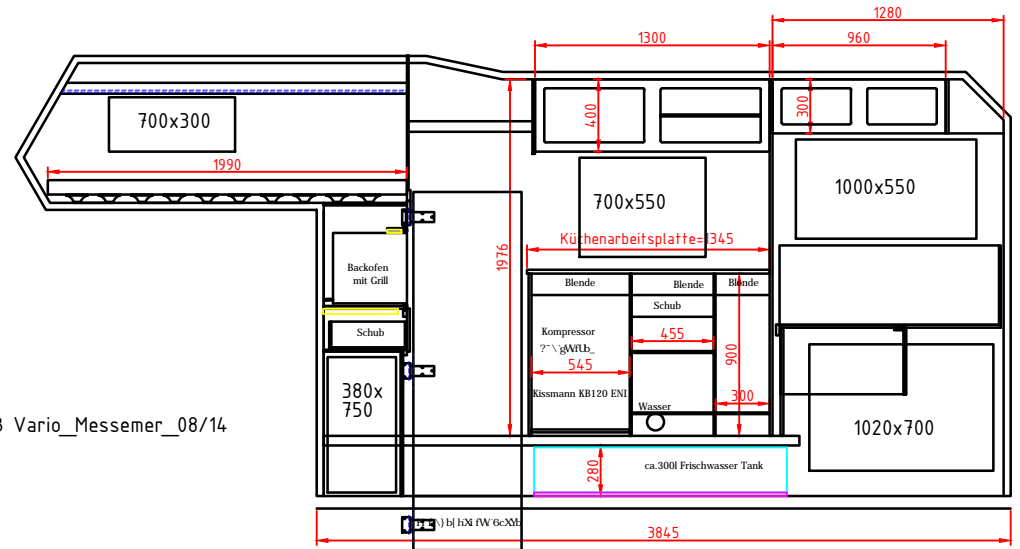 1280
1300
960
700x300
400
300
1990
1000x550
700x550
Küchenarbeitsplatte=1345
1976
Backofen
mit Grill
Blende
Blende
Blende
Schub
Kompressor
Schub
455
900
545
380x
750
Kissmann KB120 ENI
300
Wasser
Vario_Messemer_08/14
1020x700
ca.300l Frischwasser Tank
280
3845